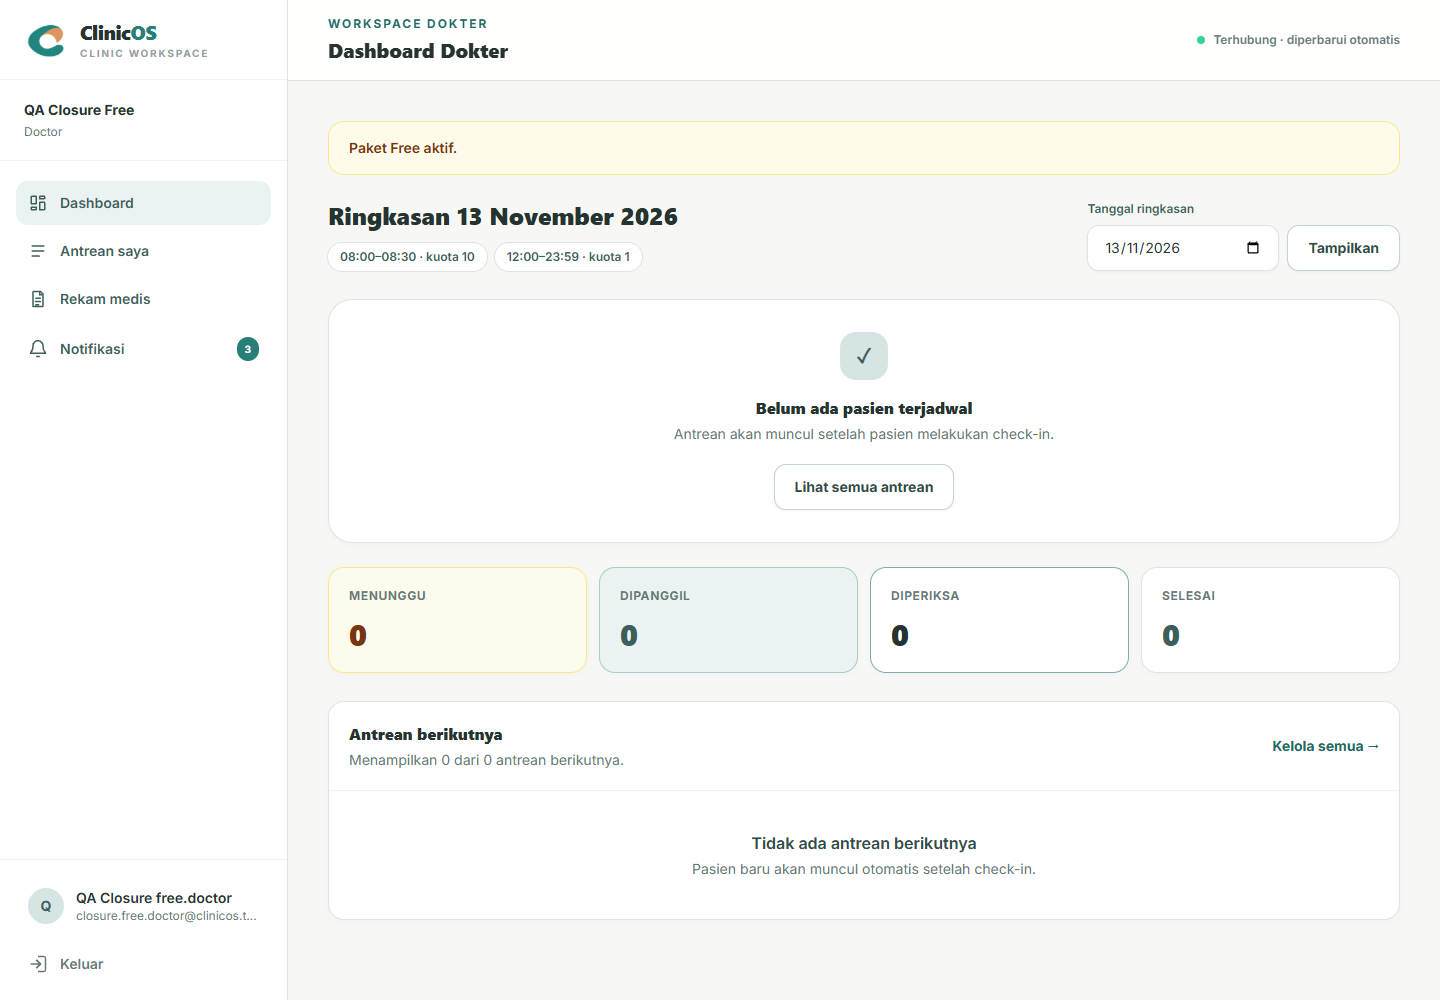 ClinicOS
CLINIC WORKSPACE
QA Closure Free
Doctor
Dashboard
Antrean saya
Rekam medis
Notifikasi
3
QA Closure free.doctor
closure.free.doctor@clinicos.t...
Q
Keluar
WORKSPACE DOKTER
Dashboard Dokter
Terhubung · diperbarui otomatis
Paket Free aktif.
Ringkasan 13 November 2026
08:00–08:30 · kuota 10
12:00–23:59 · kuota 1
Tanggal ringkasan
13/11/2026
Tampilkan
Belum ada pasien terjadwal
Antrean akan muncul setelah pasien melakukan check-in.
Lihat semua antrean
MENUNGGU
0
DIPANGGIL
0
DIPERIKSA
0
SELESAI
0
Antrean berikutnya
Menampilkan 0 dari 0 antrean berikutnya.
Kelola semua →
Tidak ada antrean berikutnya
Pasien baru akan muncul otomatis setelah check-in.